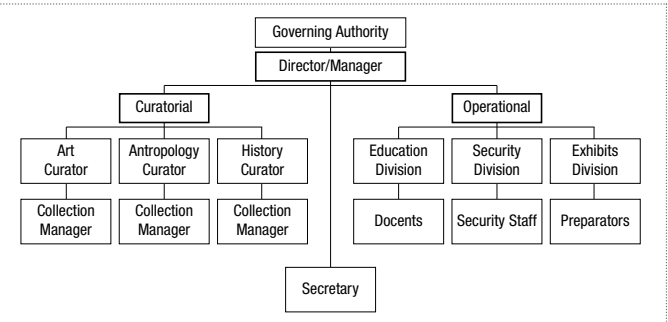 Governing Authority
Director/Manager
Curatorial
Operational
Art
Curator
Antropology
Curator
History
Curator
Education
Division
Security
Division
Exhibits
Division
Collection
Manager
Collection
Manager
Collection
Manager
Docents
Security Staff
Preparators
Secretary